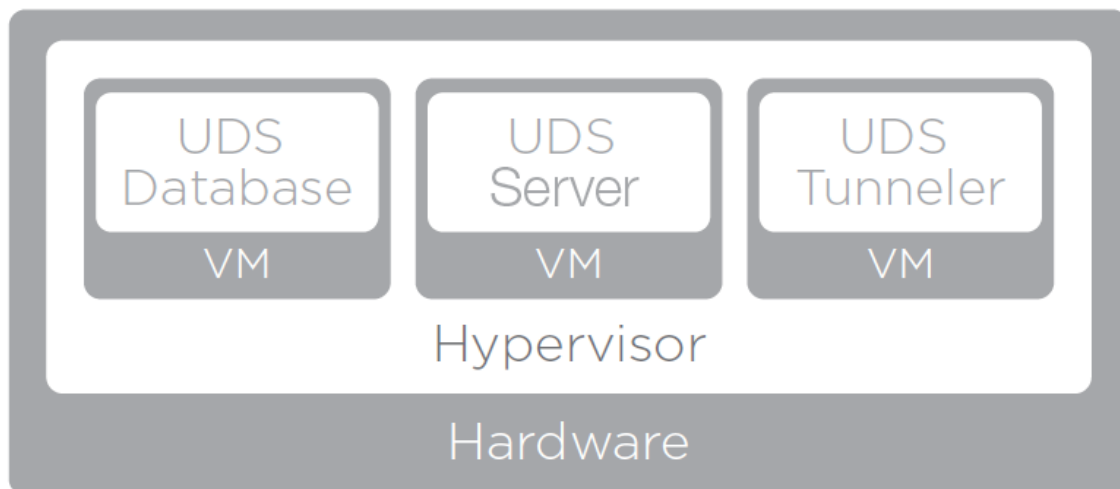 UDS
Database
VM
UDS
Server
VM
UDS
Tunneler
VM
Hypervisor
Hardware